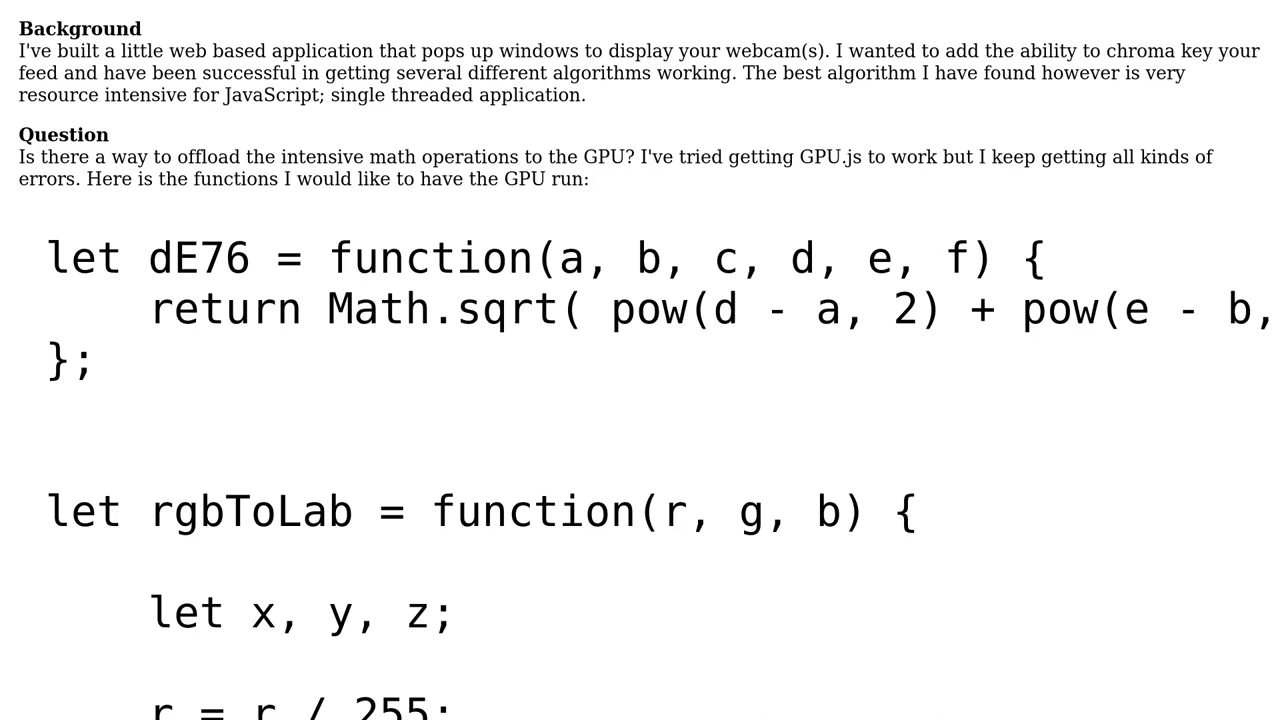 Background
I've built a little web based application that pops up windows to display your webcam(s). I wanted to add the ability to chroma key your
feed and have been successful in getting several different algorithms working. The best algorithm I have found however is very
resource intensive for JavaScript; single threaded application.
Question
Is there a way to offload the intensive math operations to the GPU? I've tried getting GPU.js to work but I keep getting all kinds of
errors. Here is the functions I would like to have the GPU run:
let dE76 = function(a, b, c, d, e, f) {
    return Math.sqrt( pow(d - a, 2) + pow(e - b,
};
let rgbToLab = function(r, g, b) {
    let x, y, z;
    r = r / 255;